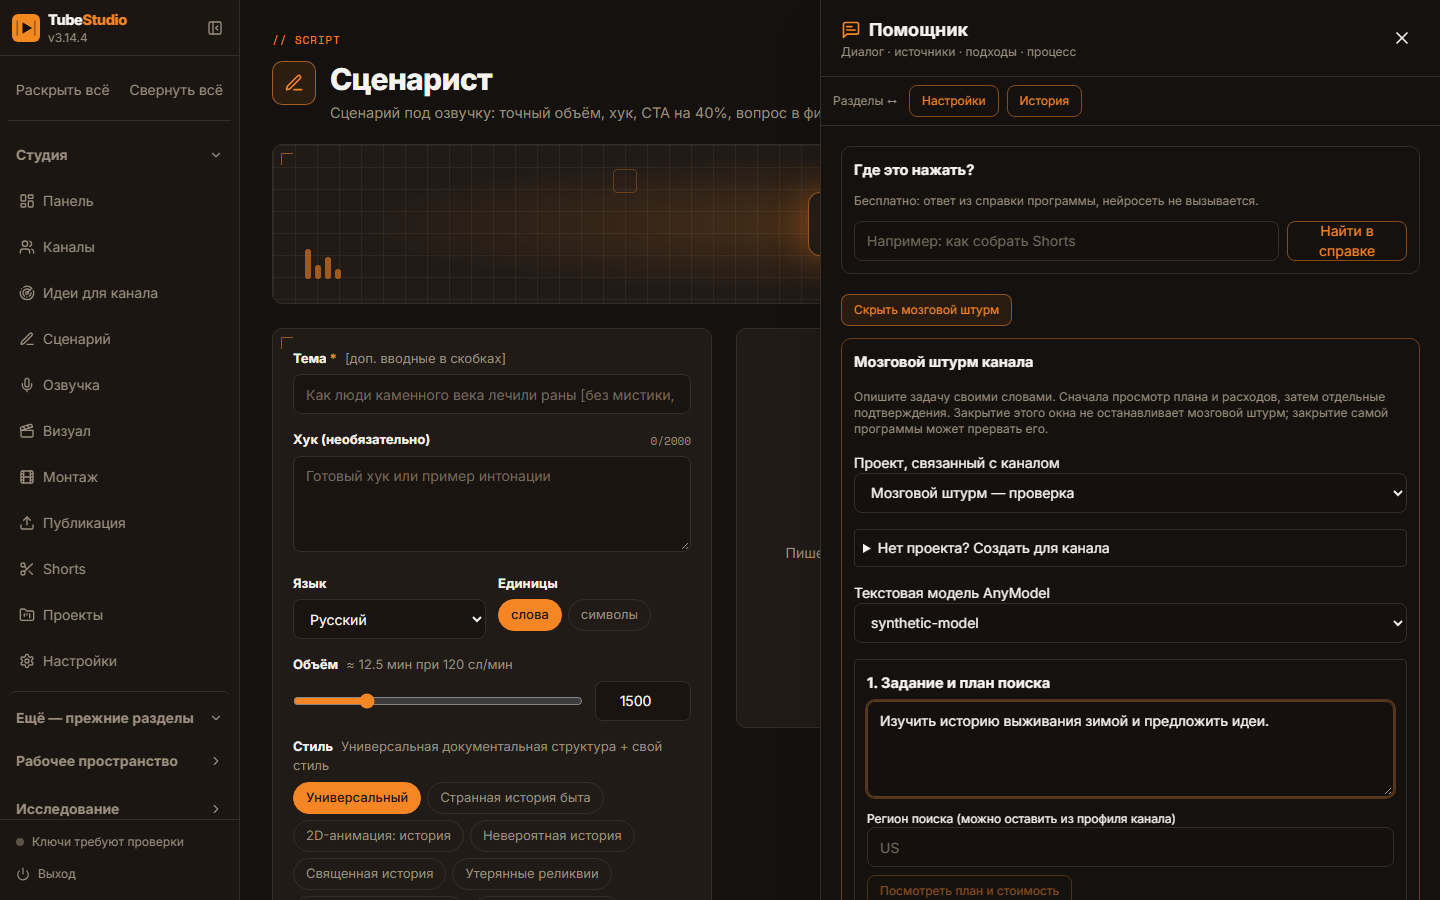 TubeStudio
v3.14.4
Раскрыть всё
Свернуть всё
Студия
Панель
Каналы
Идеи для канала
Сценарий
Озвучка
Визуал
Монтаж
Публикация
Shorts
Проекты
Настройки
Ещё — прежние разделы
Рабочее пространство
Исследование
Ключи требуют проверки
Выход
// SCRIPT
Сценарист
Сценарий под озвучку: точный объём, хук, CTA на 40%, вопрос в фи
Тема * [доп. вводные в скобках]
Как люди каменного века лечили раны [без мистики,
Хук (необязательно)
0/2000
Готовый хук или пример интонации
Язык
Единицы
Русский
слова
символы
Объём ≈ 12.5 мин при 120 сл/мин
1500
Стиль Универсальная документальная структура + свой
стиль
Универсальный
Странная история быта
2D-анимация: история
Невероятная история
Священная история
Утерянные реликвии
Пише
Помощник
Диалог · источники · подходы · процесс
Разделы ↔
Настройки
История
Где это нажать?
Бесплатно: ответ из справки программы, нейросеть не вызывается.
Например: как собрать Shorts
Найти в
справке
Скрыть мозговой штурм
Мозговой штурм канала
Опишите задачу своими словами. Сначала просмотр плана и расходов, затем отдельные
подтверждения. Закрытие этого окна не останавливает мозговой штурм; закрытие самой
программы может прервать его.
Проект, связанный с каналом
Мозговой штурм — проверка
Нет проекта? Создать для канала
Текстовая модель AnyModel
synthetic-model
1. Задание и план поиска
Изучить историю выживания зимой и предложить идеи.
Регион поиска (можно оставить из профиля канала)
US
Посмотреть план и стоимость